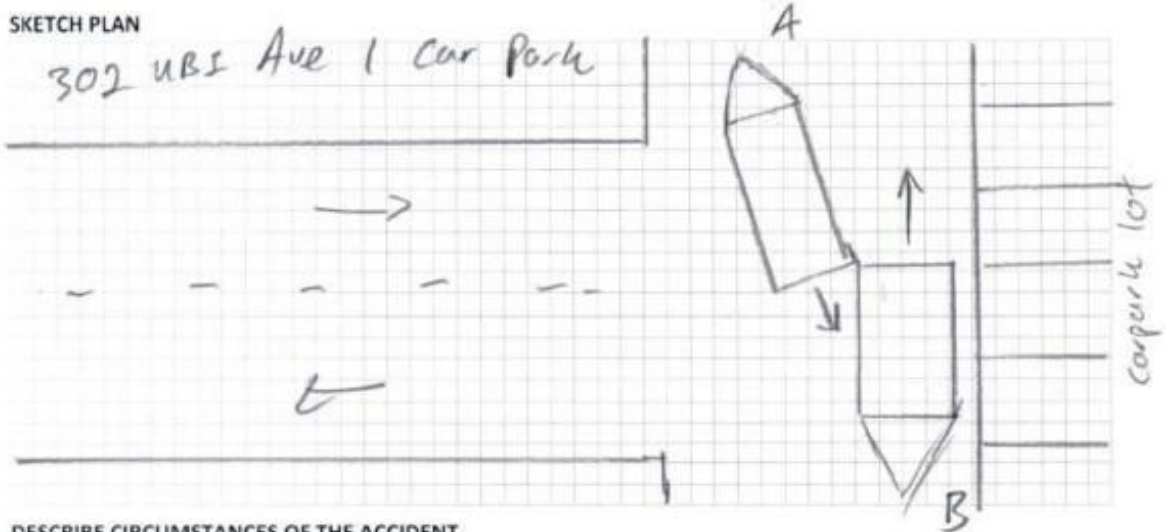 SKETCH PLAN
302 UBI Ave 1 Car Park
A
carpark lot
B
DESCRIBE CIRCUMSTANCES OF THE ACCIDENT